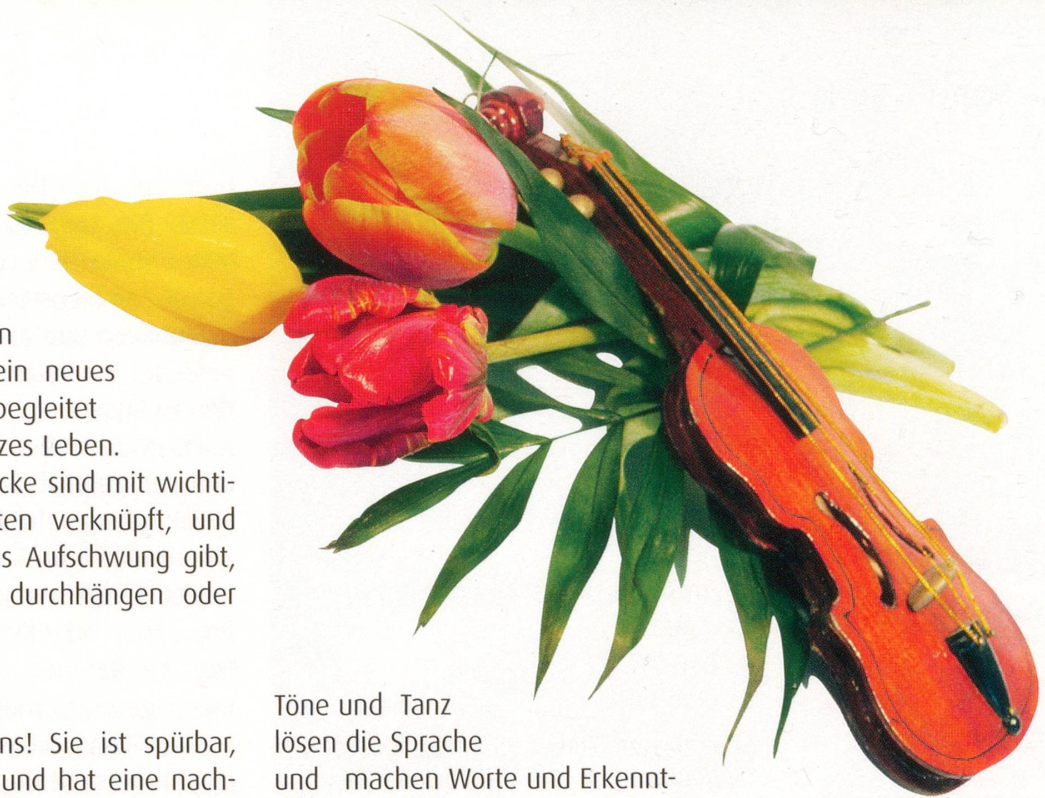 n
ein neues
begleitet
zes Leben.
cke sind mit wichti-
ten verknüpft, und
s Aufschwung gibt,
durchhängen oder
ns! Sie ist spürbar,
und hat eine nach-
Töne und Tanz
lösen die Sprache
und machen Worte und Erkennt-